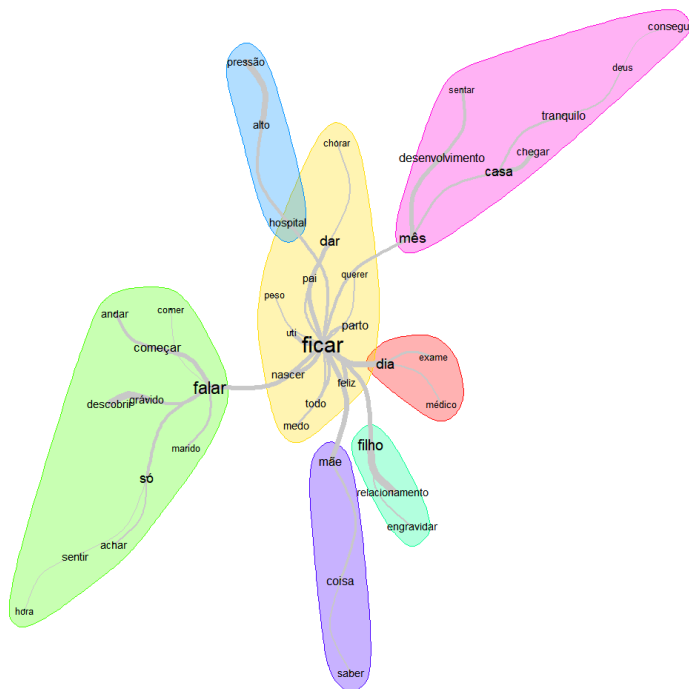 consegu
pressão
deus
sentar
tranquilo
alto
chorar
chegar
desenvolvimento
casa
hospital
dar
mês
pai
querer
peso
andar
comer
uti
parto
começar
ficar
exame
dia
nascer
feliz
falar
descobrir
grávido
todo
médico
medo
filho
marido
mãe
só
relacionamento
engravidar
achar
sentir
coisa
hora
saber